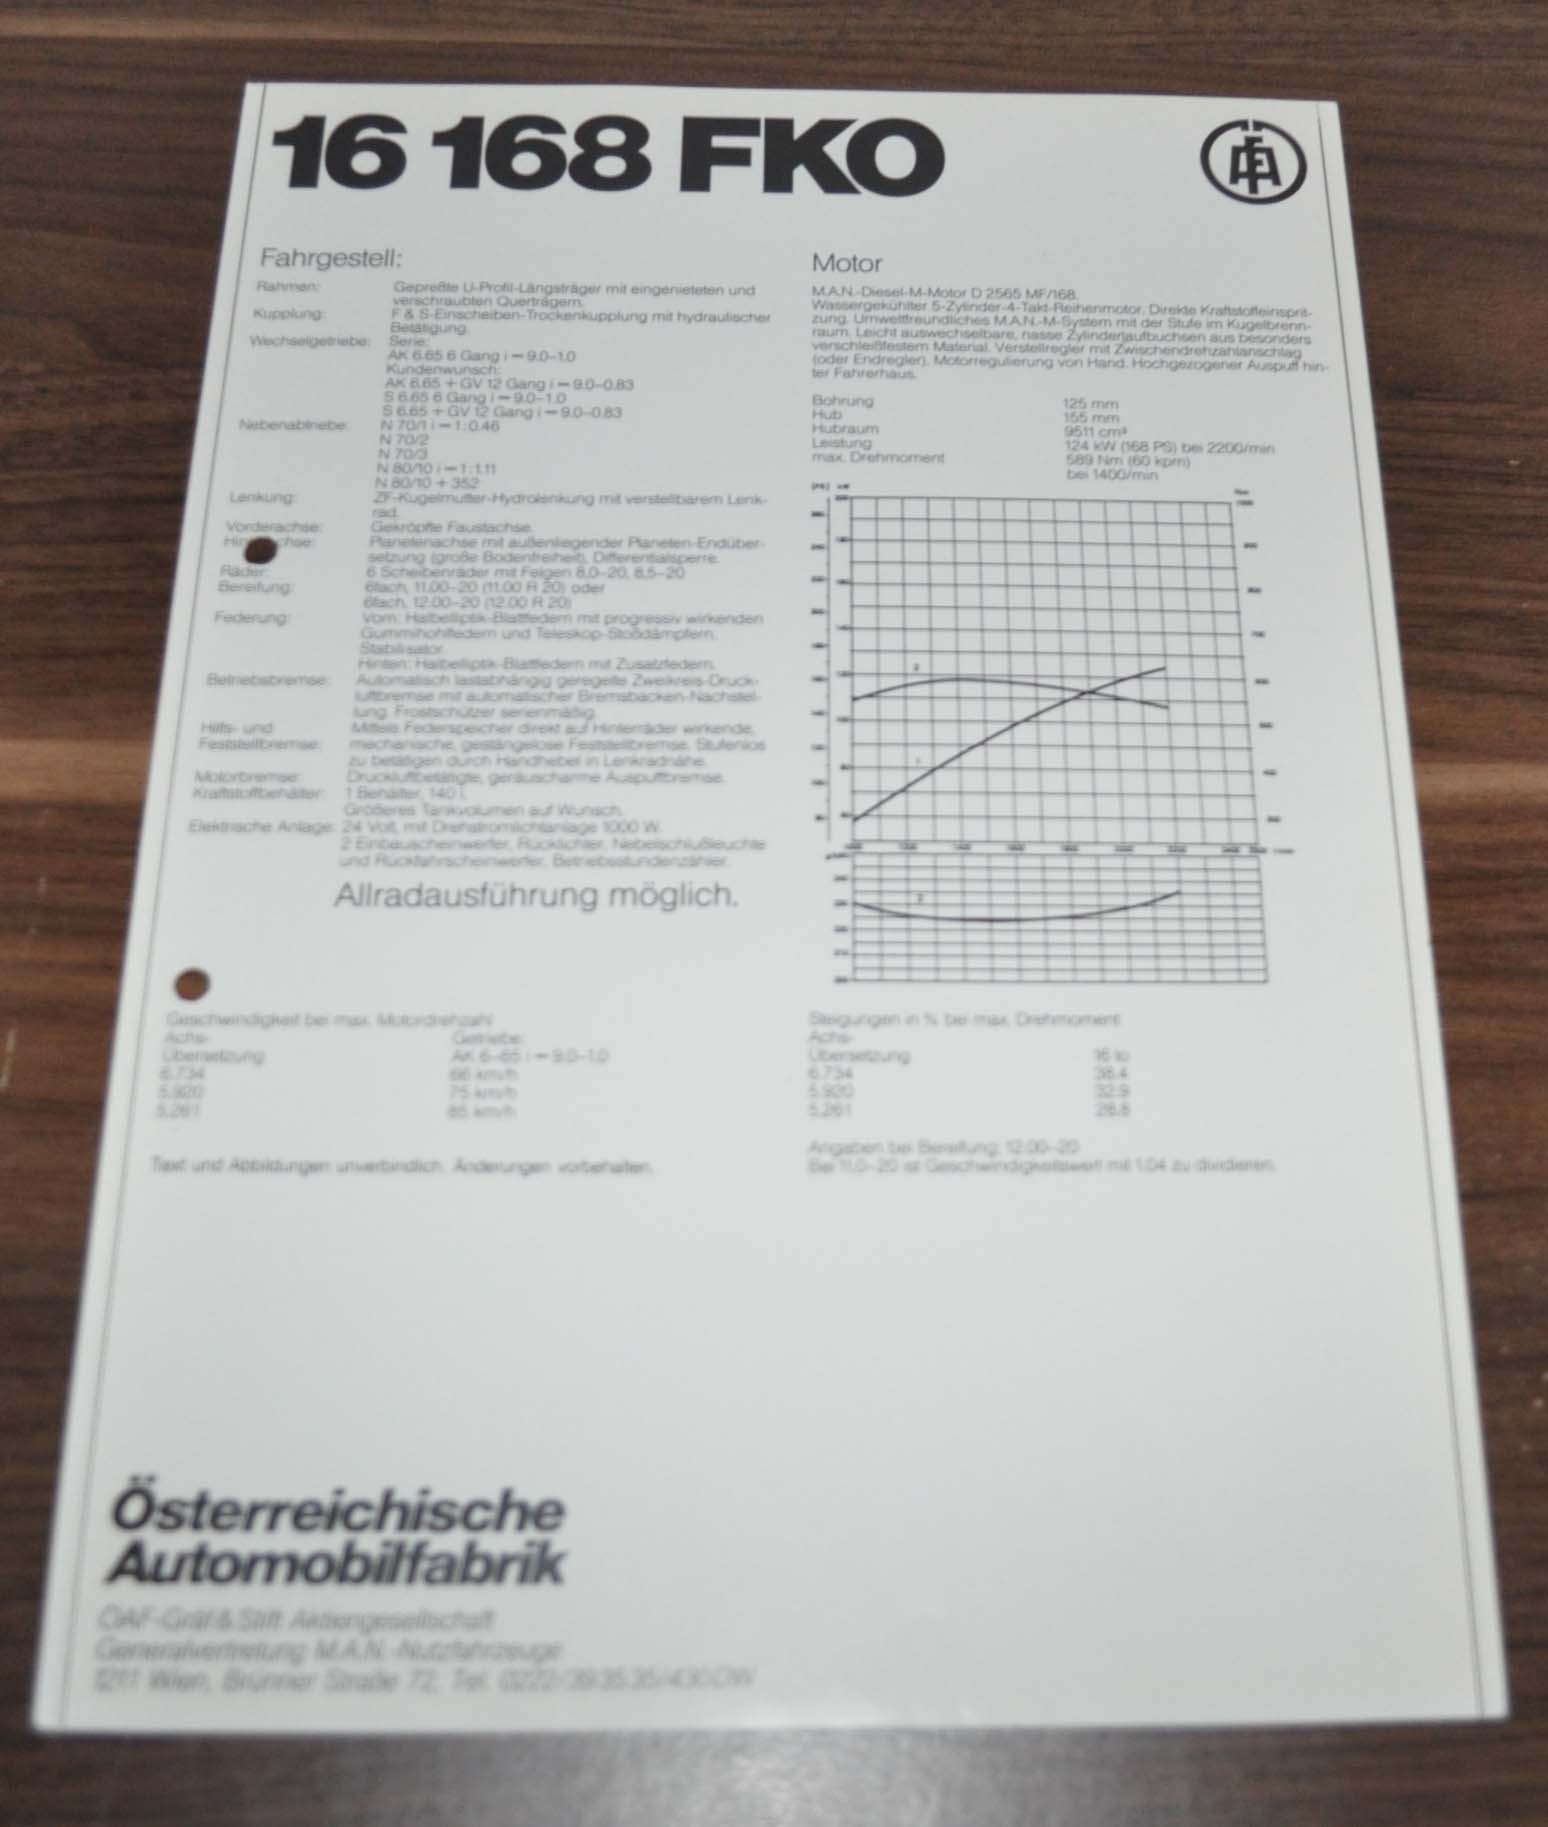 16 168 FKO
ÖAF
Fahrgestell:
Rahmen: Gepreßte U-Profil-Längsträger mit eingenieteten und
verschraubten Querträgern.
Kupplung: F & S-Einscheiben-Trockenkupplung mit hydraulischer
Betätigung.
Wechselgetriebe: Serie:
AK 6.65 6 Gang i = 9.0–1.0
Kundenwunsch:
AK 6.65 + GV 12 Gang i = 9.0–0.83
S 6.65 6 Gang i = 9.0–1.0
S 6.65 + GV 12 Gang i = 9.0–0.83
Nebenabtriebe: N 70/1 i = 1:0.46
N 70/2
N 70/3
N 80/10 i = 1:1.11
N 80/10 + 352
Lenkung: ZF-Kugelmutter-Hydrolenkung mit verstellbarem Lenk-
rad.
Vorderachse: Gekröpfte Faustachse.
Planetenachse mit außenliegender Planeten-Endüber-
setzung (große Bodenfreiheit), Differentialsperre.
Räder: 6 Scheibenräder mit Felgen 8,0–20, 8,5–20
Bereifung: 6fach, 11.00–20 (11.00 R 20) oder
6fach, 12.00–20 (12.00 R 20)
Federung: Vorn: Halbelliptik-Blattfedern mit progressiv wirkenden
Gummihohlfedern und Teleskop-Stoßdämpfern.
Stabilisator.
Hinten: Halbelliptik-Blattfedern mit Zusatzfedern.
Betriebsbremse: Automatisch lastabhängig geregelte Zweikreis-Druck-
luftbremse mit automatischer Bremsbacken-Nachstel-
lung. Frostschützer serienmäßig.
Hilfs- und Mittels Federspeicher direkt auf Hinterräder wirkende,
Feststellbremse: mechanische, gestängelose Feststellbremse. Stufenlos
zu betätigen durch Handhebel in Lenkradnähe.
Motorbremse: Druckluftbetätigte, geräuscharme Auspuffbremse.
Kraftstoffbehälter: 1 Behälter, 140 l.
Größeres Tankvolumen auf Wunsch.
Elektrische Anlage: 24 Volt, mit Drehstromlichtanlage 1000 W.
2 Einbauscheinwerfer, Rücklichter, Nebelschlußleuchte
und Rückfahrscheinwerfer, Betriebsstundenzähler.
Allradausführung möglich.
Motor
M.A.N.-Diesel-M-Motor D 2565 MF/168.
Wassergekühlter 5-Zylinder-4-Takt-Reihenmotor. Direkte Kraftstoffeinsprit-
zung. Umweltfreundliches M.A.N.-M-System mit der Stufe im Kugelbrenn-
raum. Leicht auswechselbare, nasse Zylinderlaufbuchsen aus besonders
verschleißfestem Material. Verstellregler mit Zwischendrehzahlanschlag
(oder Endregler). Motorregulierung von Hand. Hochgezogener Auspuff hin-
ter Fahrerhaus.
Bohrung 125 mm
Hub 155 mm
Hubraum 9511 cm³
Leistung 124 kW (168 PS) bei 2200/min
max. Drehmoment 589 Nm (60 kpm)
bei 1400/min
2
1
2
Geschwindigkeit bei max. Motordrehzahl
Achs- Getriebe:
Übersetzung AK 6–65 i = 9.0–1.0
6.734 66 km/h
5.920 75 km/h
5.261 85 km/h
Text und Abbildungen unverbindlich. Änderungen vorbehalten.
Steigungen in % bei max. Drehmoment
Achs-
Übersetzung 16 to
6.734 38.4
5.920 32.9
5.261 28.8
Angaben bei Bereifung: 12.00–20
Bei 11.0–20 ist Geschwindigkeitswert mit 1.04 zu dividieren.
Österreichische
Automobilfabrik
ÖAF-Gräf & Stift Aktiengesellschaft
Generalvertretung M.A.N.-Nutzfahrzeuge
1211 Wien, Brünner Straße 72, Tel. 0222/39 35 35/430 DW